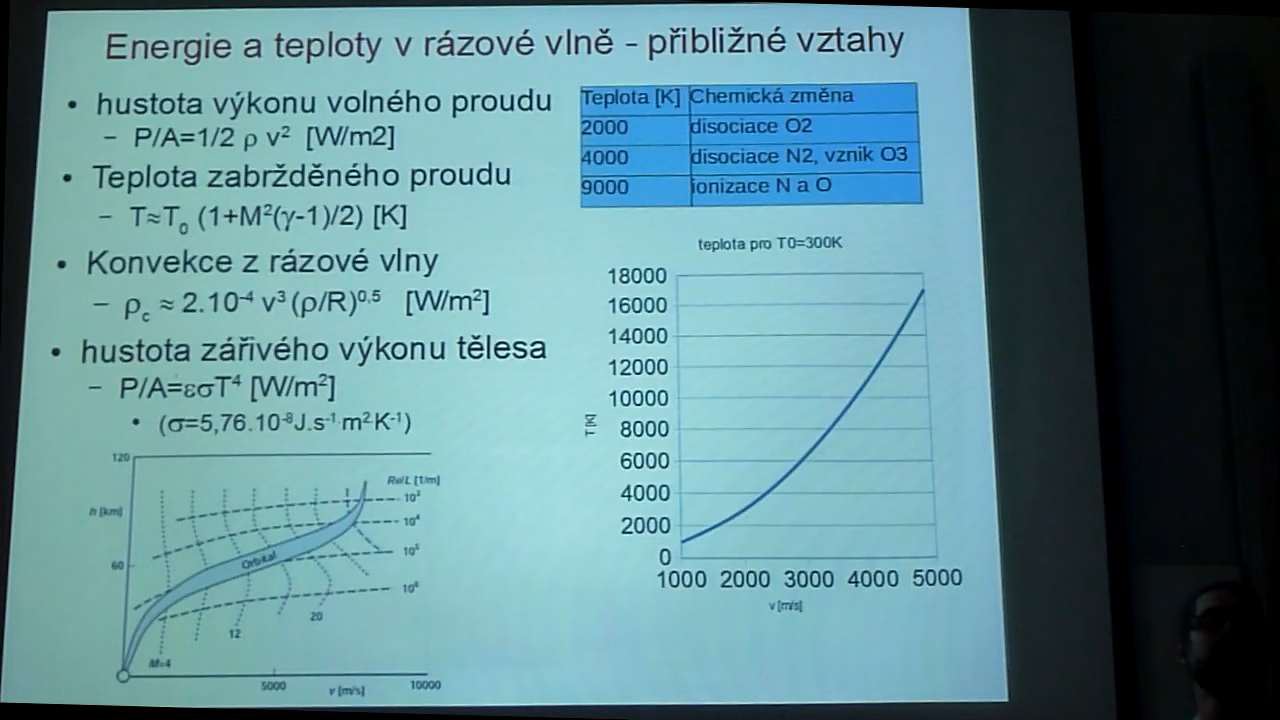 Energie a teploty v rázové vlně - přibližné vztahy
• hustota výkonu volného proudu
– P/A=1/2 ρ v² [W/m2]
• Teplota zabržděného proudu
– T≈T₀ (1+M²(γ-1)/2) [K]
• Konvekce z rázové vlny
– ρc ≈ 2.10⁻⁴ v³ (ρ/R)⁰,⁵ [W/m²]
• hustota zářivého výkonu tělesa
– P/A=εσT⁴ [W/m²]
• (σ=5,76.10⁻⁸J.s⁻¹m²K⁻¹)
Teplota [K] Chemická změna
2000 disociace O2
4000 disociace N2, vznik O3
9000 ionizace N a O
teplota pro T0=300K
18000
16000
14000
12000
10000
8000
6000
4000
2000
0
T [K]
1000 2000 3000 4000 5000
v [m/s]
120
Re/L [1/m]
10³
h [km]
10⁴
10⁵
Orbital
60
10⁶
20
12
M=4
5000 v [m/s] 10000